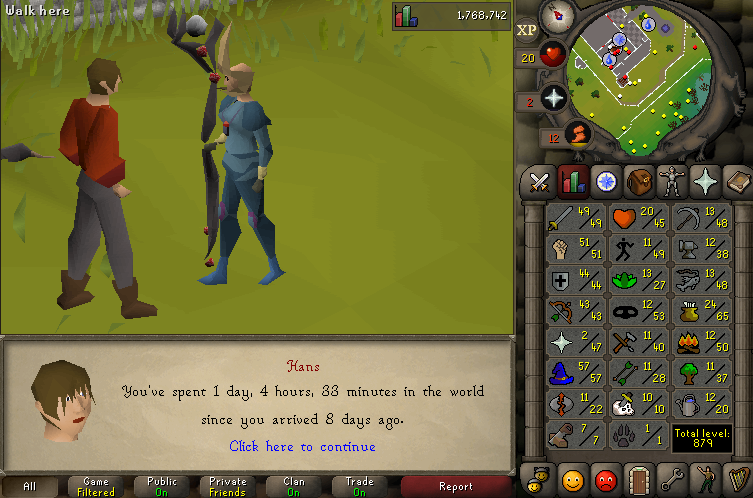 Walk here
1,768,742
XP
20
2
12
49/49 20/45 13/48
51/51 11/49 12/38
44/44 13/27 13/48
43/43 12/53 24/65
2/47 11/40 12/50
57/57 11/28 11/37
11/22 10/10 12/20
7/7 1/1 Total level:
879
Hans
You've spent 1 day, 4 hours, 33 minutes in the world
since you arrived 8 days ago.
Click here to continue
All
Game
Filtered
Public
On
Private
Friends
Clan
On
Trade
On
Report